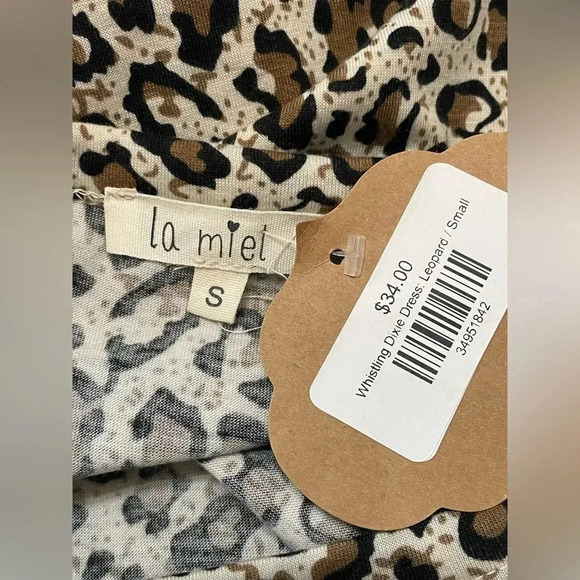 la miel
S
$34.00
Whistling Dixie Dress: Leopard / Small
34951842